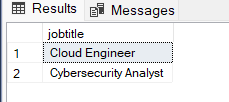 Results Messages
jobtitle
1 Cloud Engineer
2 Cybersecurity Analyst